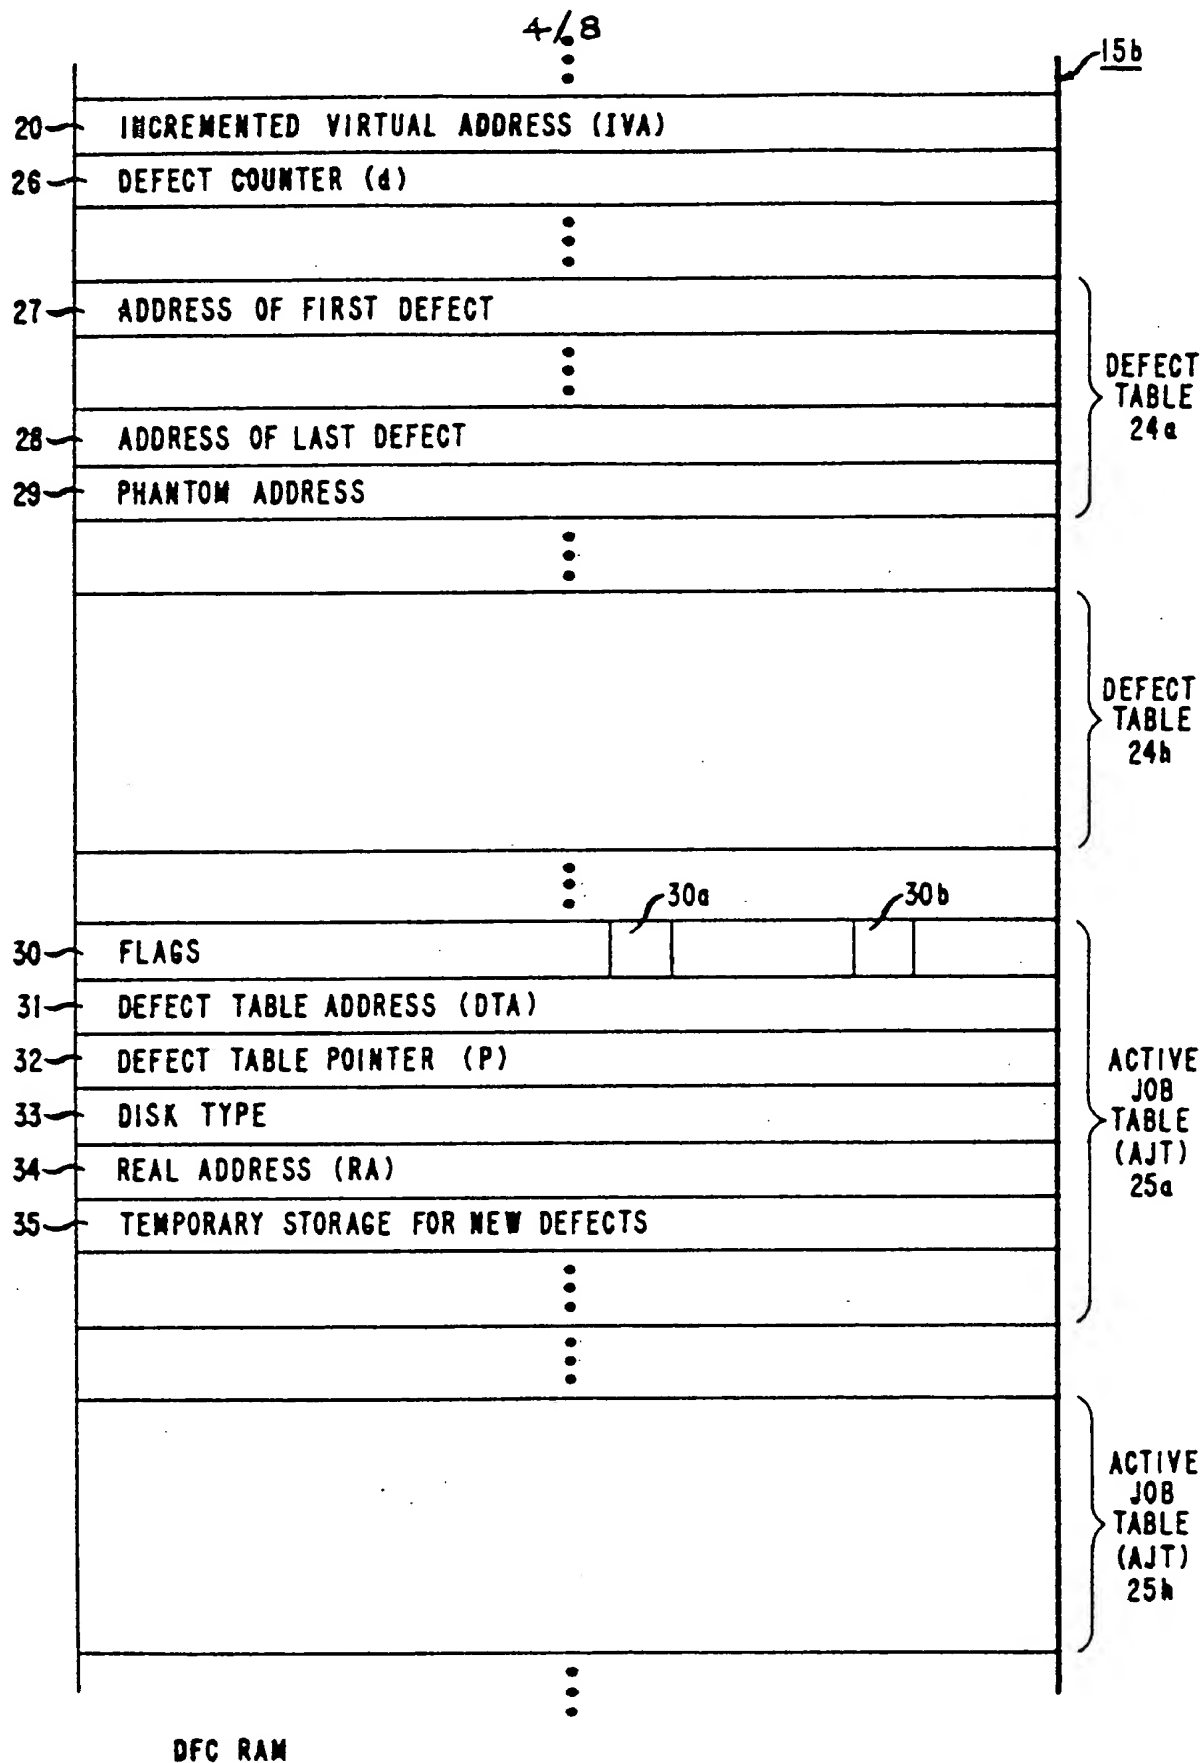 4/8
15b
20 INCREMENTED VIRTUAL ADDRESS (IVA)
26 DEFECT COUNTER (d)
27 ADDRESS OF FIRST DEFECT
28 ADDRESS OF LAST DEFECT
29 PHANTOM ADDRESS
DEFECT
TABLE
24a
DEFECT
TABLE
24h
30a
30b
30 FLAGS
31 DEFECT TABLE ADDRESS (DTA)
32 DEFECT TABLE POINTER (P)
33 DISK TYPE
34 REAL ADDRESS (RA)
35 TEMPORARY STORAGE FOR NEW DEFECTS
ACTIVE
JOB
TABLE
(AJT)
25a
ACTIVE
JOB
TABLE
(AJT)
25h
DFC RAM